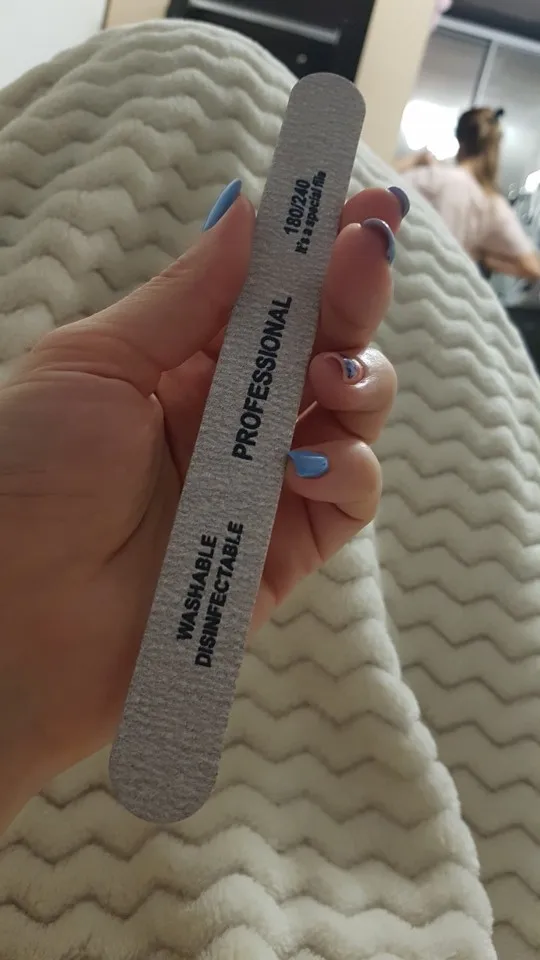 180/240
It's a special file
PROFESSIONAL
WASHABLE
DISINFECTABLE